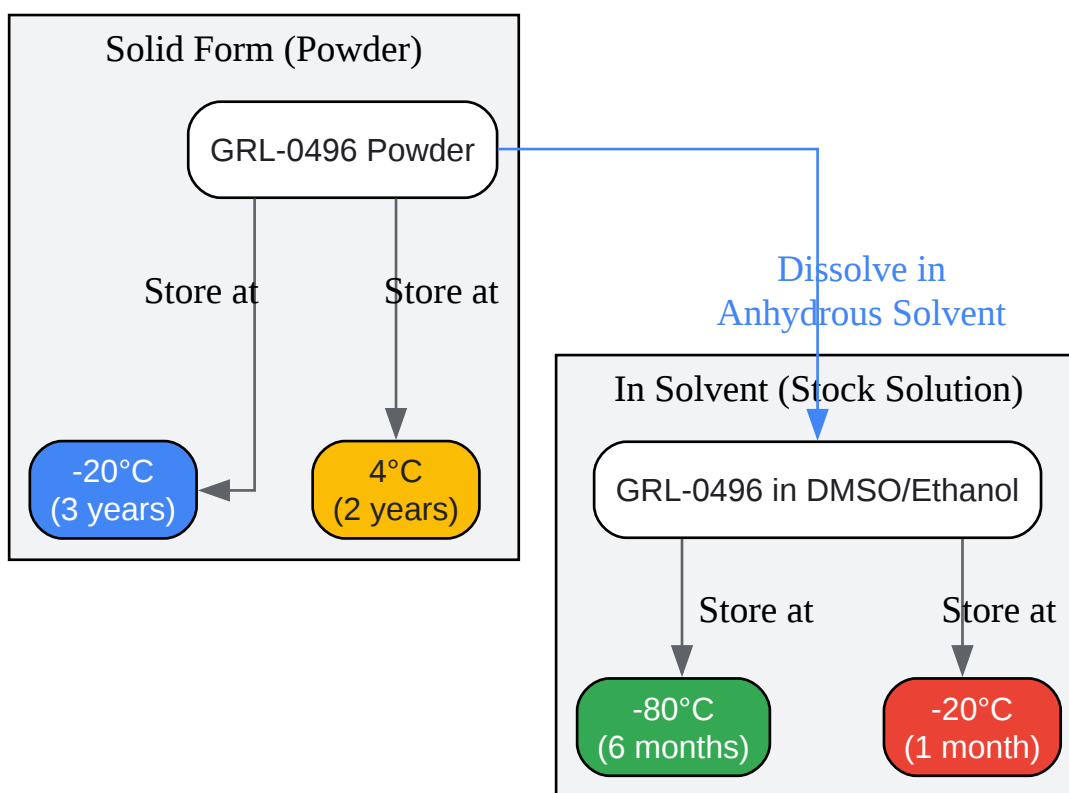 Solid Form (Powder)
GRL-0496 Powder
Store at
Store at
-20°C
(3 years)
4°C
(2 years)
Dissolve in
Anhydrous Solvent
In Solvent (Stock Solution)
GRL-0496 in DMSO/Ethanol
Store at
Store at
-80°C
(6 months)
-20°C
(1 month)